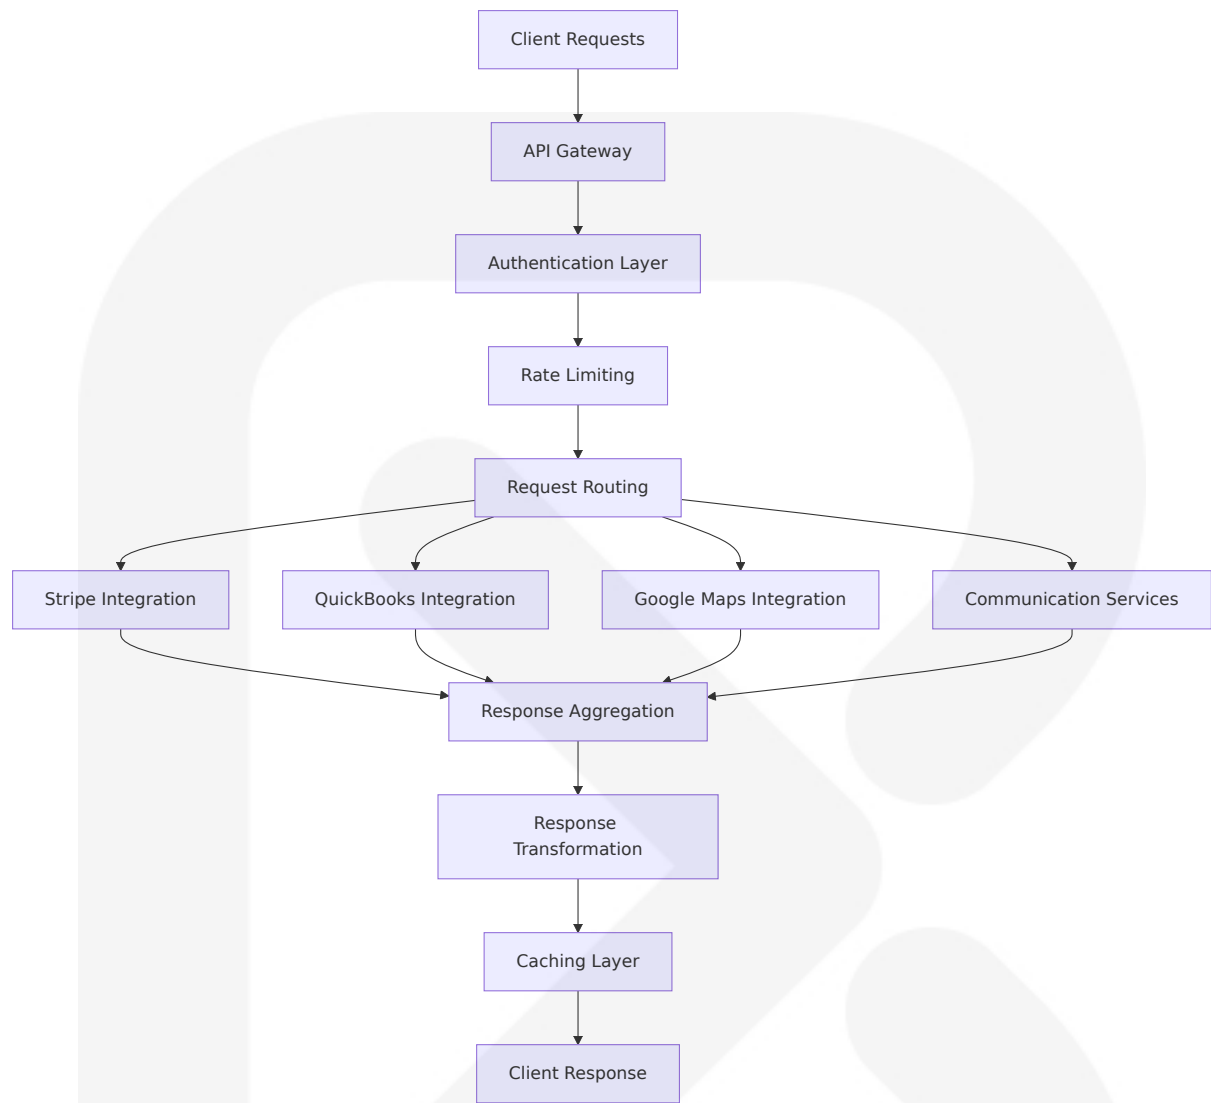 Client Requests
API Gateway
Authentication Layer
Rate Limiting
Request Routing
Stripe Integration
QuickBooks Integration
Google Maps Integration
Communication Services
Response Aggregation
Response
Transformation
Caching Layer
Client Response